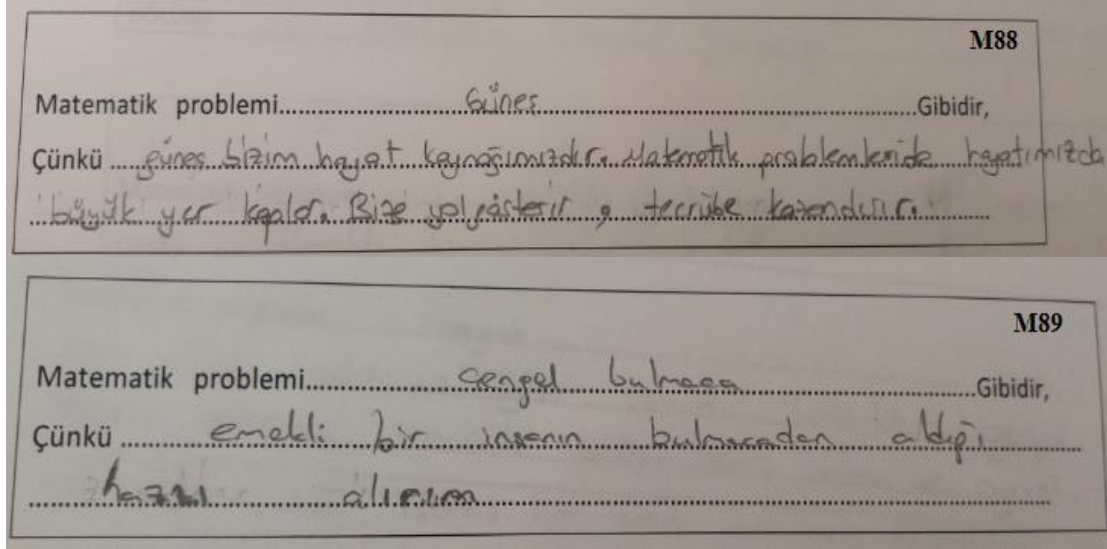 M88
Matematik problemi.......... Güneş ..........Gibidir,
Çünkü ..... güneş bizim hayat kaynağımızdır. Matematik problemleride hayatımızda
büyük yer kaplar. Bize yol gösterir, tecrübe kazandırır.
M89
Matematik problemi.......... çengel bulmaca ..........Gibidir,
Çünkü .......... emekli bir insanın bulmacadan aldığı
hazzı alırım